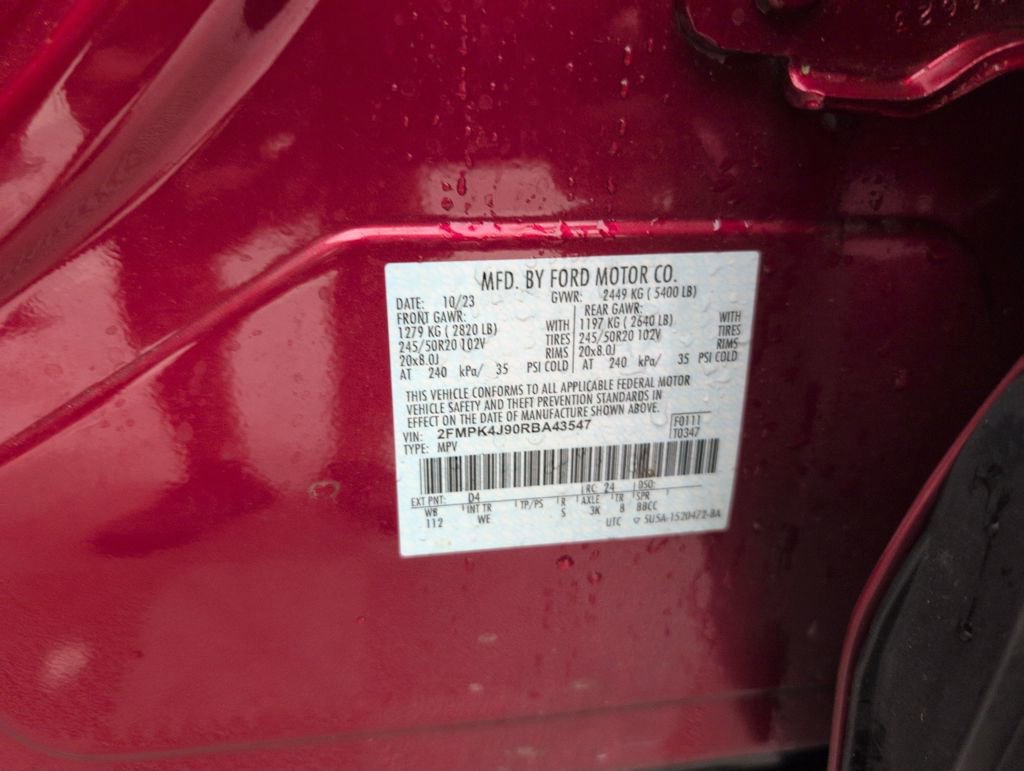 MFD. BY FORD MOTOR CO.
DATE: 10/23 GVWR: 2449 KG ( 5400 LB)
FRONT GAWR: REAR GAWR:
1279 KG ( 2820 LB) WITH 1197 KG ( 2640 LB) WITH
245/50R20 102V TIRES 245/50R20 102V TIRES
20x8.0J RIMS 20x8.0J RIMS
AT 240 kPa/ 35 PSI COLD AT 240 kPa/ 35 PSI COLD
THIS VEHICLE CONFORMS TO ALL APPLICABLE FEDERAL MOTOR
VEHICLE SAFETY AND THEFT PREVENTION STANDARDS IN
EFFECT ON THE DATE OF MANUFACTURE SHOWN ABOVE.
VIN: 2FMPK4J90RBA43547 F0111
TYPE: MPV T0347
EXT PNT: D4 RC: 24 DSO:
WB INT TR TP/PS R AXLE TR SPR
112 WE S 3K 8 BBCC
UTC 5U5A-1520472-BA